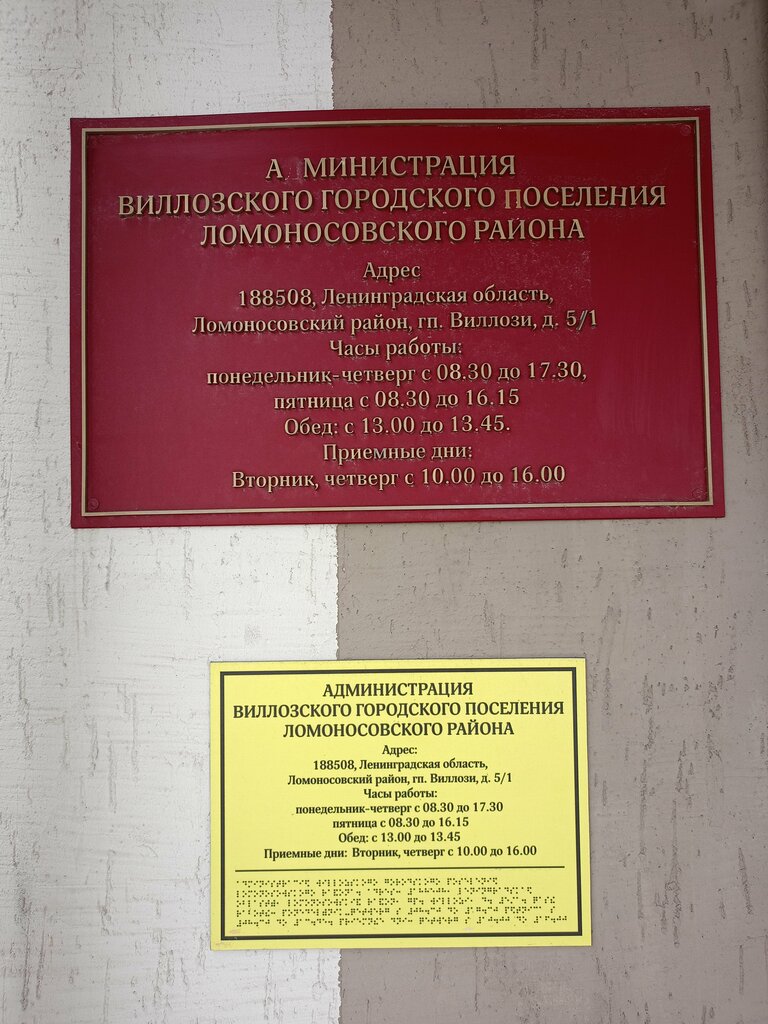 А МИНИСТРАЦИЯ
ВИЛЛОЗСКОГО ГОРОДСКОГО ПОСЕЛЕНИЯ
ЛОМОНОСОВСКОГО РАЙОНА
Адрес
188508, Ленинградская область,
Ломоносовский район, гп. Виллози, д. 5/1
Часы работы:
понедельник-четверг с 08.30 до 17.30,
пятница с 08.30 до 16.15
Обед: с 13.00 до 13.45.
Приемные дни:
Вторник, четверг с 10.00 до 16.00
АДМИНИСТРАЦИЯ
ВИЛЛОЗСКОГО ГОРОДСКОГО ПОСЕЛЕНИЯ
ЛОМОНОСОВСКОГО РАЙОНА
Адрес:
188508, Ленинградская область,
Ломоносовский район, гп. Виллози, д. 5/1
Часы работы:
понедельник-четверг с 08.30 до 17.30
пятница с 08.30 до 16.15
Обед: с 13.00 до 13.45
Приемные дни: Вторник, четверг с 10.00 до 16.00